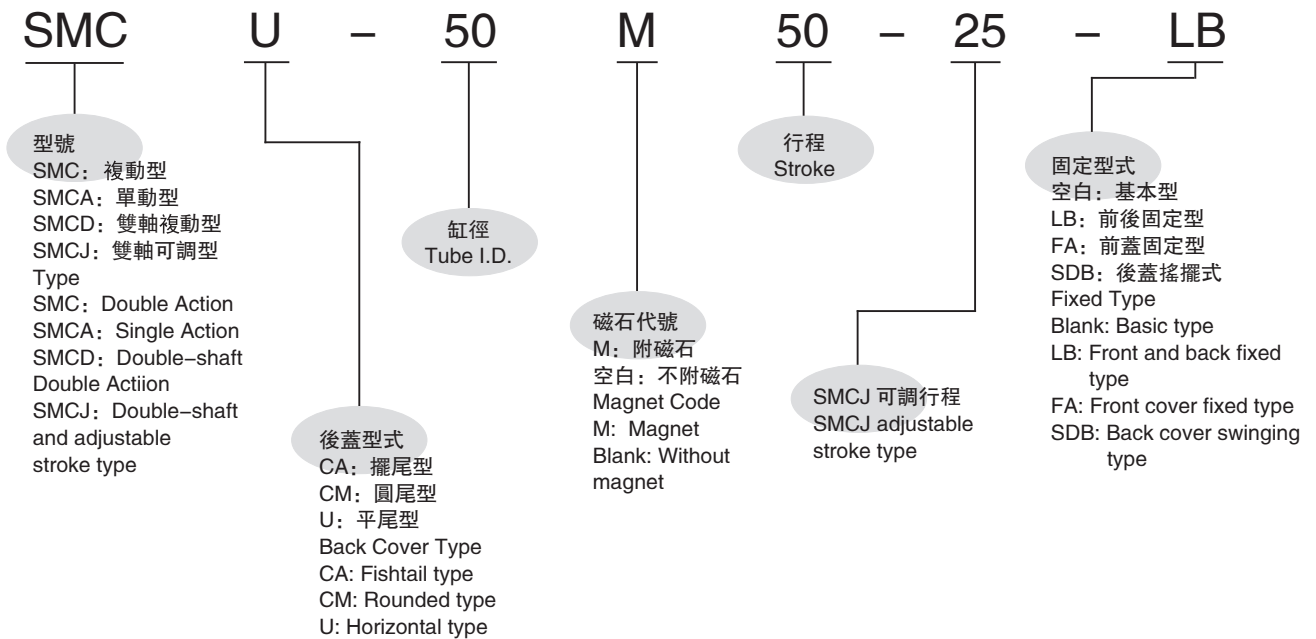 SMC U – 50 M 50 – 25 – LB
型號
SMC：複動型
SMCA：單動型
SMCD：雙軸複動型
SMCJ：雙軸可調型
Type
SMC：Double Action
SMCA：Single Action
SMCD：Double–shaft
Double Actiion
SMCJ：Double–shaft
and adjustable
stroke type
後蓋型式
CA：擺尾型
CM：圓尾型
U：平尾型
Back Cover Type
CA: Fishtail type
CM: Rounded type
U: Horizontal type
缸徑
Tube I.D.
磁石代號
M：附磁石
空白：不附磁石
Magnet Code
M: Magnet
Blank: Without
magnet
行程
Stroke
SMCJ 可調行程
SMCJ adjustable
stroke type
固定型式
空白：基本型
LB：前後固定型
FA：前蓋固定型
SDB：後蓋搖擺式
Fixed Type
Blank: Basic type
LB: Front and back fixed
type
FA: Front cover fixed type
SDB: Back cover swinging
type